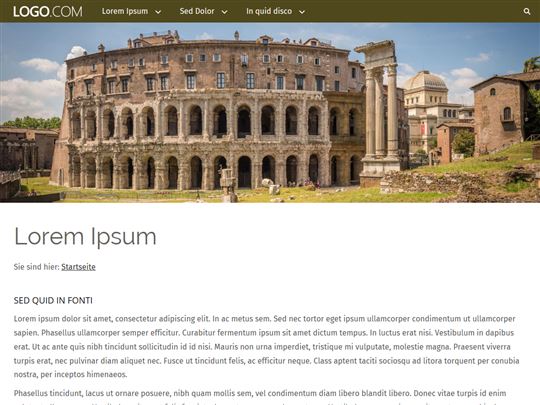 LOGO.COM Lorem Ipsum Sed Dolor In quid disco
Lorem Ipsum
Sie sind hier: Startseite
SED QUID IN FONTI
Lorem ipsum dolor sit amet, consectetur adipiscing elit. In ac metus sem. Sed nec tortor eget ipsum ullamcorper condimentum ut ullamcorper
sapien. Phasellus ullamcorper semper efficitur. Curabitur fermentum ipsum sit amet dictum tempus. In luctus erat nisi. Vestibulum in dapibus
dui. Ut ac ante quis nibh tincidunt sollicitudin id id nisi. Mauris non urna imperdiet, tristique mi vulputate, molestie magna. Praesent viverra
turpis erat, nec pulvinar diam aliquet nec. Fusce ut tincidunt felis, ac efficitur neque. Class aptent taciti sociosqu ad litora torquent per conubia
nostra, per inceptos himenaeos.
Phasellus tincidunt, lacus ut ornare posuere, nibh quam mollis sem, vel condimentum diam libero blandit turpis. Donec vitae turpis id enim